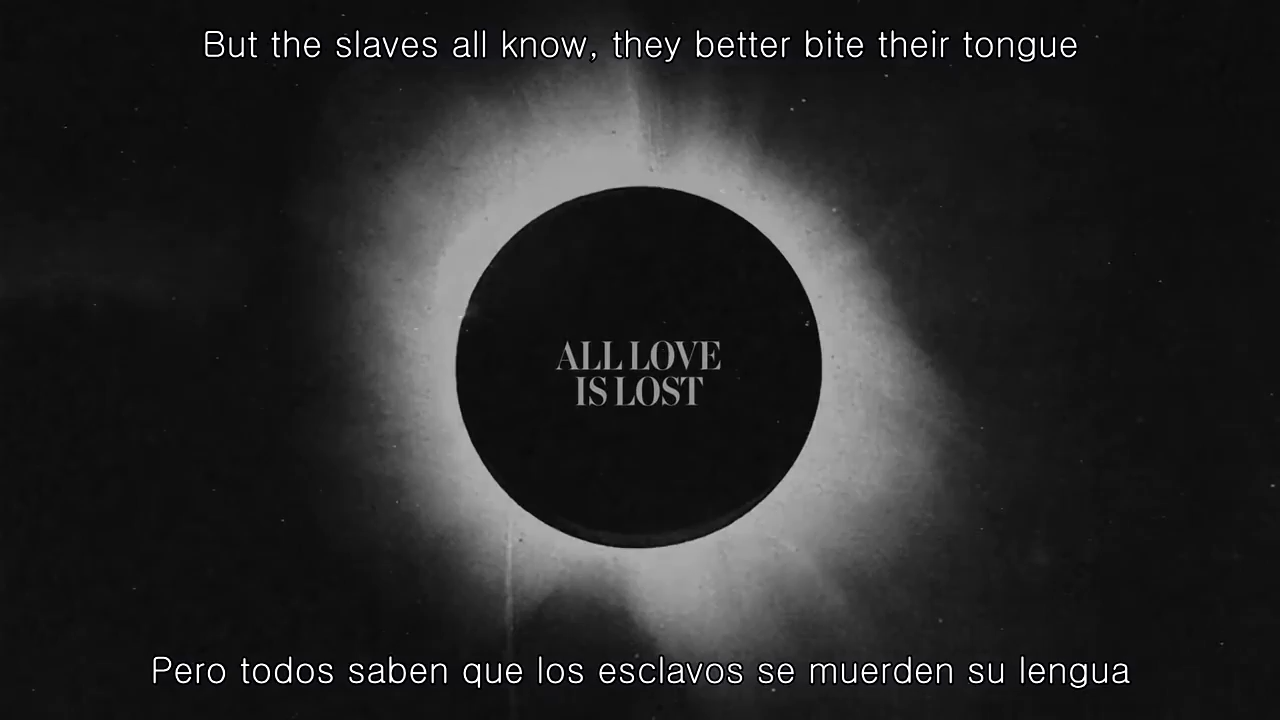 But the slaves all know, they better bite their tongue
ALL LOVE
IS LOST
Pero todos saben que los esclavos se muerden su lengua